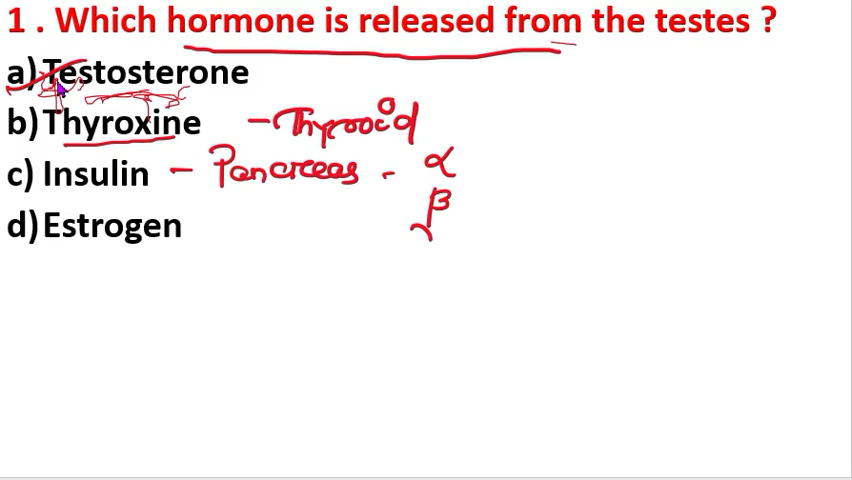 1 . Which hormone is released from the testes ?
a) Testosterone
b) Thyroxine - Thyroid
c) Insulin - Pancreas - α
β
d) Estrogen